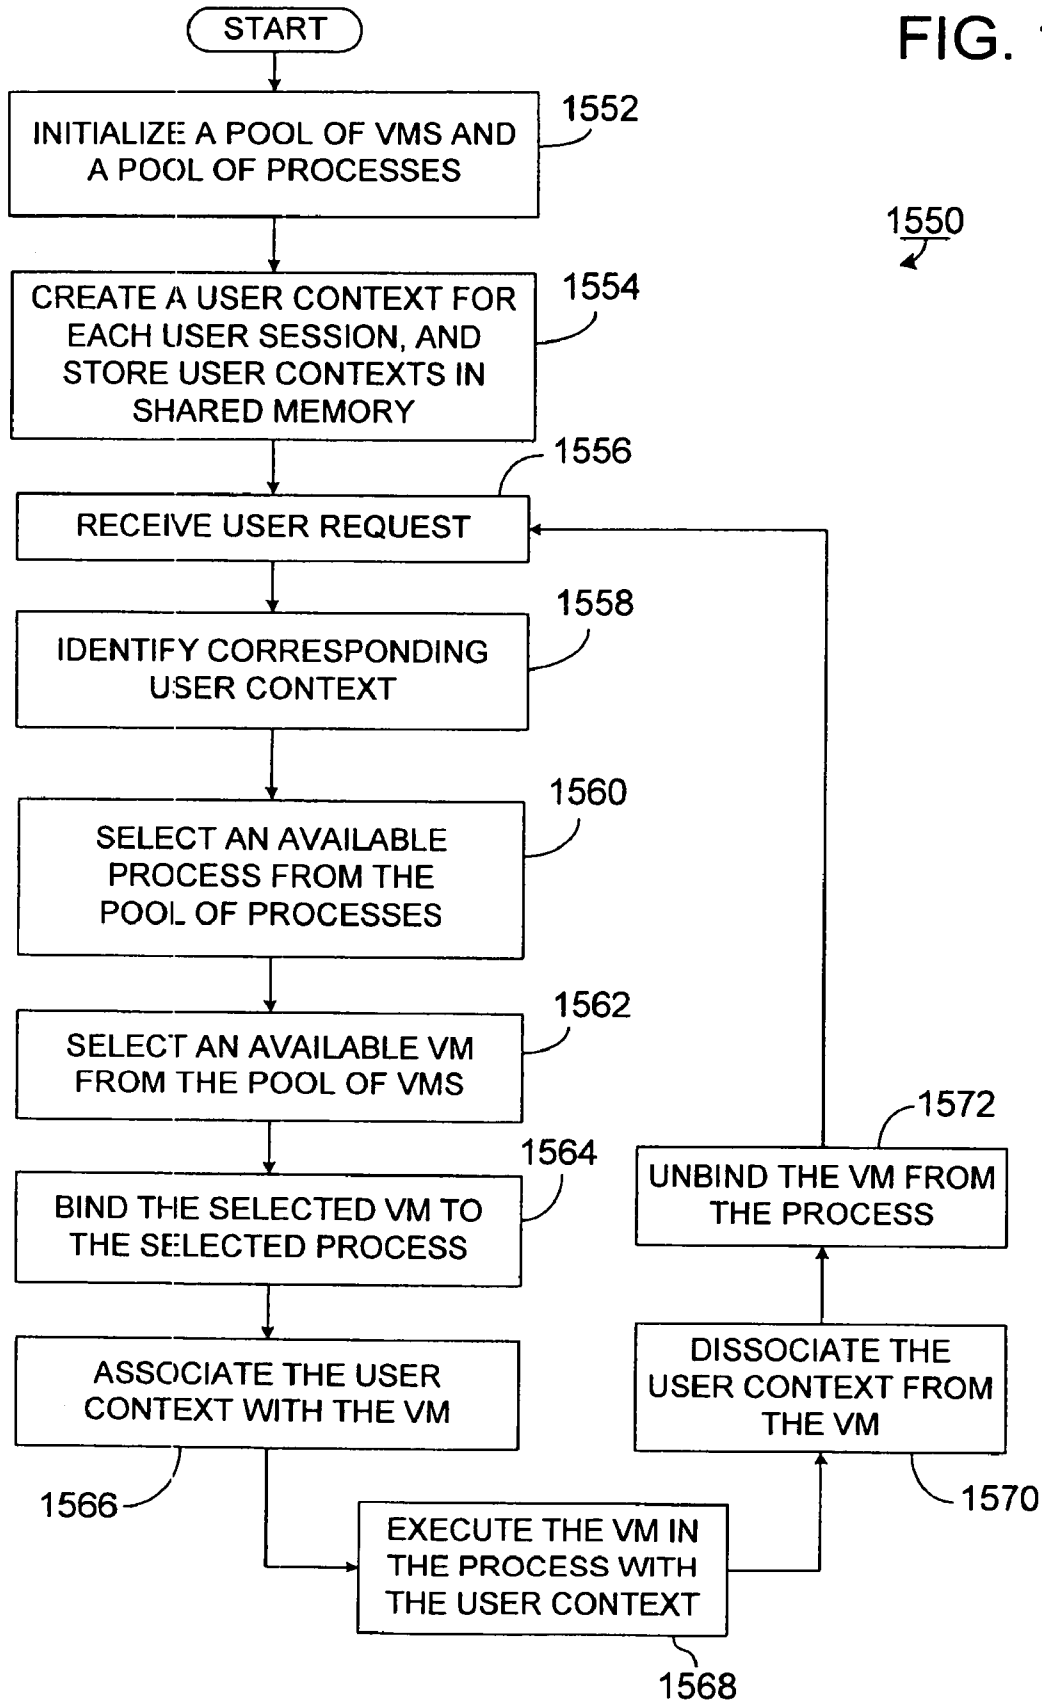 START
FIG.
1552
INITIALIZE A POOL OF VMS AND
A POOL OF PROCESSES
1550
1554
CREATE A USER CONTEXT FOR
EACH USER SESSION, AND
STORE USER CONTEXTS IN
SHARED MEMORY
1556
RECEIVE USER REQUEST
1558
IDENTIFY CORRESPONDING
USER CONTEXT
1560
SELECT AN AVAILABLE
PROCESS FROM THE
POOL OF PROCESSES
1562
SELECT AN AVAILABLE VM
FROM THE POOL OF VMS
1564
BIND THE SELECTED VM TO
THE SELECTED PROCESS
ASSOCIATE THE USER
CONTEXT WITH THE VM
1566
EXECUTE THE VM IN
THE PROCESS WITH
THE USER CONTEXT
1568
DISSOCIATE THE
USER CONTEXT FROM
THE VM
1570
1572
UNBIND THE VM FROM
THE PROCESS